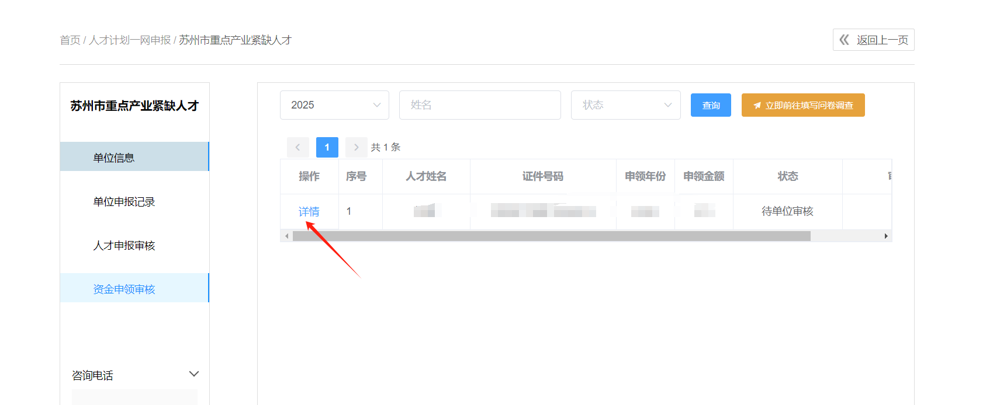 首页 / 人才计划一网申报 / 苏州市重点产业紧缺人才
返回上一页
苏州市重点产业紧缺人才
单位信息
单位申报记录
人才申报审核
资金申领审核
咨询电话
2025 姓名 状态 查询 立即前往填写问卷调查
1 共 1 条
操作 序号 人才姓名 证件号码 申领年份 申领金额 状态
详情 1 待单位审核